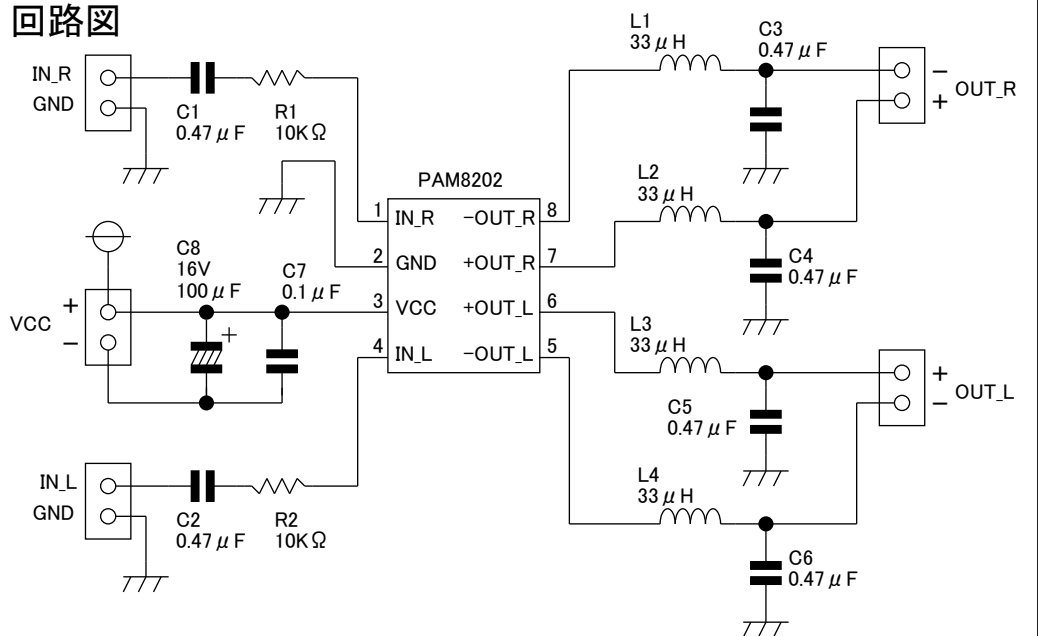 回路図
IN_R
GND
C1
0.47μF
R1
10KΩ
L1
33μH
C3
0.47μF
−
+
OUT_R
PAM8202
1
IN_R
2
GND
3
VCC
4
IN_L
−OUT_R
8
+OUT_R
7
+OUT_L
6
−OUT_L
5
L2
33μH
C4
0.47μF
VCC
+
−
C8
16V
100μF
+
C7
0.1μF
L3
33μH
C5
0.47μF
+
−
OUT_L
IN_L
GND
C2
0.47μF
R2
10KΩ
L4
33μH
C6
0.47μF